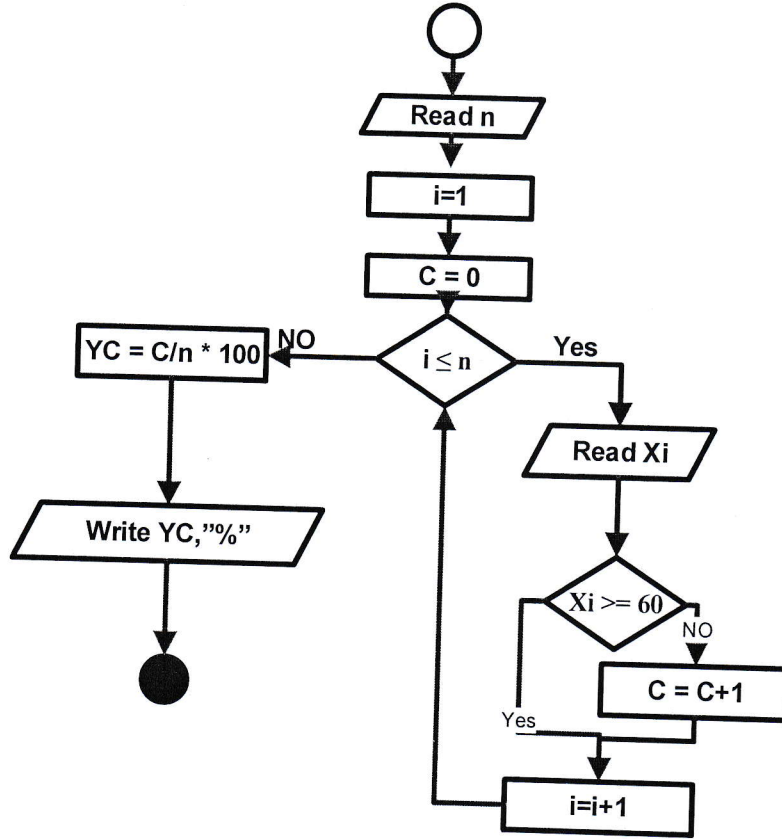 Read n
i=1
C = 0
i ≤ n
NO
Yes
YC = C/n * 100
Read Xi
Write YC,”%”
Xi >= 60
NO
C = C+1
Yes
i=i+1